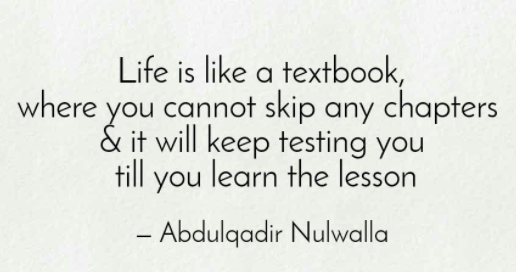 Life is like a textbook,
where you cannot skip any chapters
& it will keep testing you
till you learn the lesson
– Abdulqadir Nulwalla